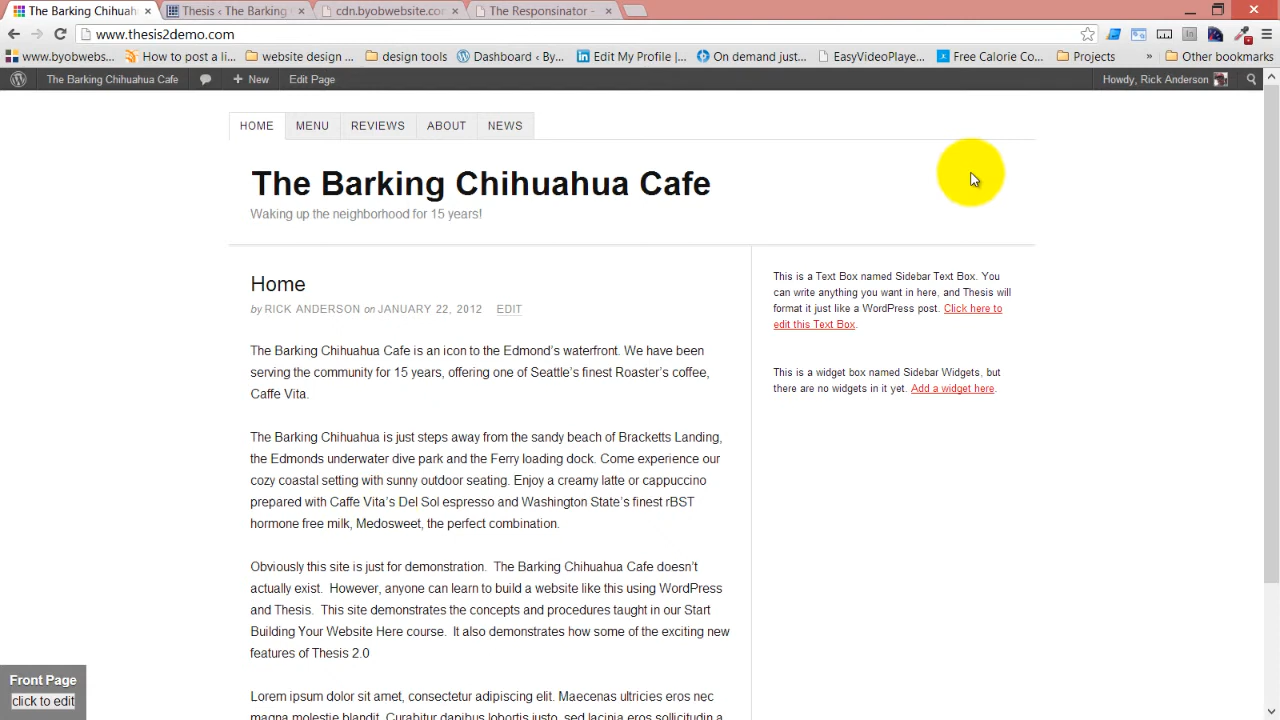 The Barking Chihuah
Thesis ‹ The Barking
cdn.byobwebsite.co
The Responsinator -
www.thesis2demo.com
www.byobwebs...
How to post a li...
website design ...
design tools
Dashboard ‹ By...
Edit My Profile |...
On demand just...
EasyVideoPlaye...
Free Calorie Co...
Projects
»
Other bookmarks
The Barking Chihuahua Cafe
+ New
Edit Page
Howdy, Rick Anderson
HOME
MENU
REVIEWS
ABOUT
NEWS
The Barking Chihuahua Cafe
Waking up the neighborhood for 15 years!
Home
by RICK ANDERSON on JANUARY 22, 2012 EDIT
The Barking Chihuahua Cafe is an icon to the Edmond's waterfront. We have been
serving the community for 15 years, offering one of Seattle's finest Roaster's coffee,
Caffe Vita.
The Barking Chihuahua is just steps away from the sandy beach of Bracketts Landing,
the Edmonds underwater dive park and the Ferry loading dock. Come experience our
cozy coastal setting with sunny outdoor seating. Enjoy a creamy latte or cappuccino
prepared with Caffe Vita's Del Sol espresso and Washington State's finest rBST
hormone free milk, Medosweet, the perfect combination.
Obviously this site is just for demonstration. The Barking Chihuahua Cafe doesn't
actually exist. However, anyone can learn to build a website like this using WordPress
and Thesis. This site demonstrates the concepts and procedures taught in our Start
Building Your Website Here course. It also demonstrates how some of the exciting new
features of Thesis 2.0
Lorem ipsum dolor sit amet, consectetur adipiscing elit. Maecenas ultricies eros nec
magna molestie blandit. Curabitur dapibus lobortis justo, sed lacinia eros sollicitudin a
This is a Text Box named Sidebar Text Box. You
can write anything you want in here, and Thesis will
format it just like a WordPress post. Click here to
edit this Text Box.
This is a widget box named Sidebar Widgets, but
there are no widgets in it yet. Add a widget here.
Front Page
click to edit